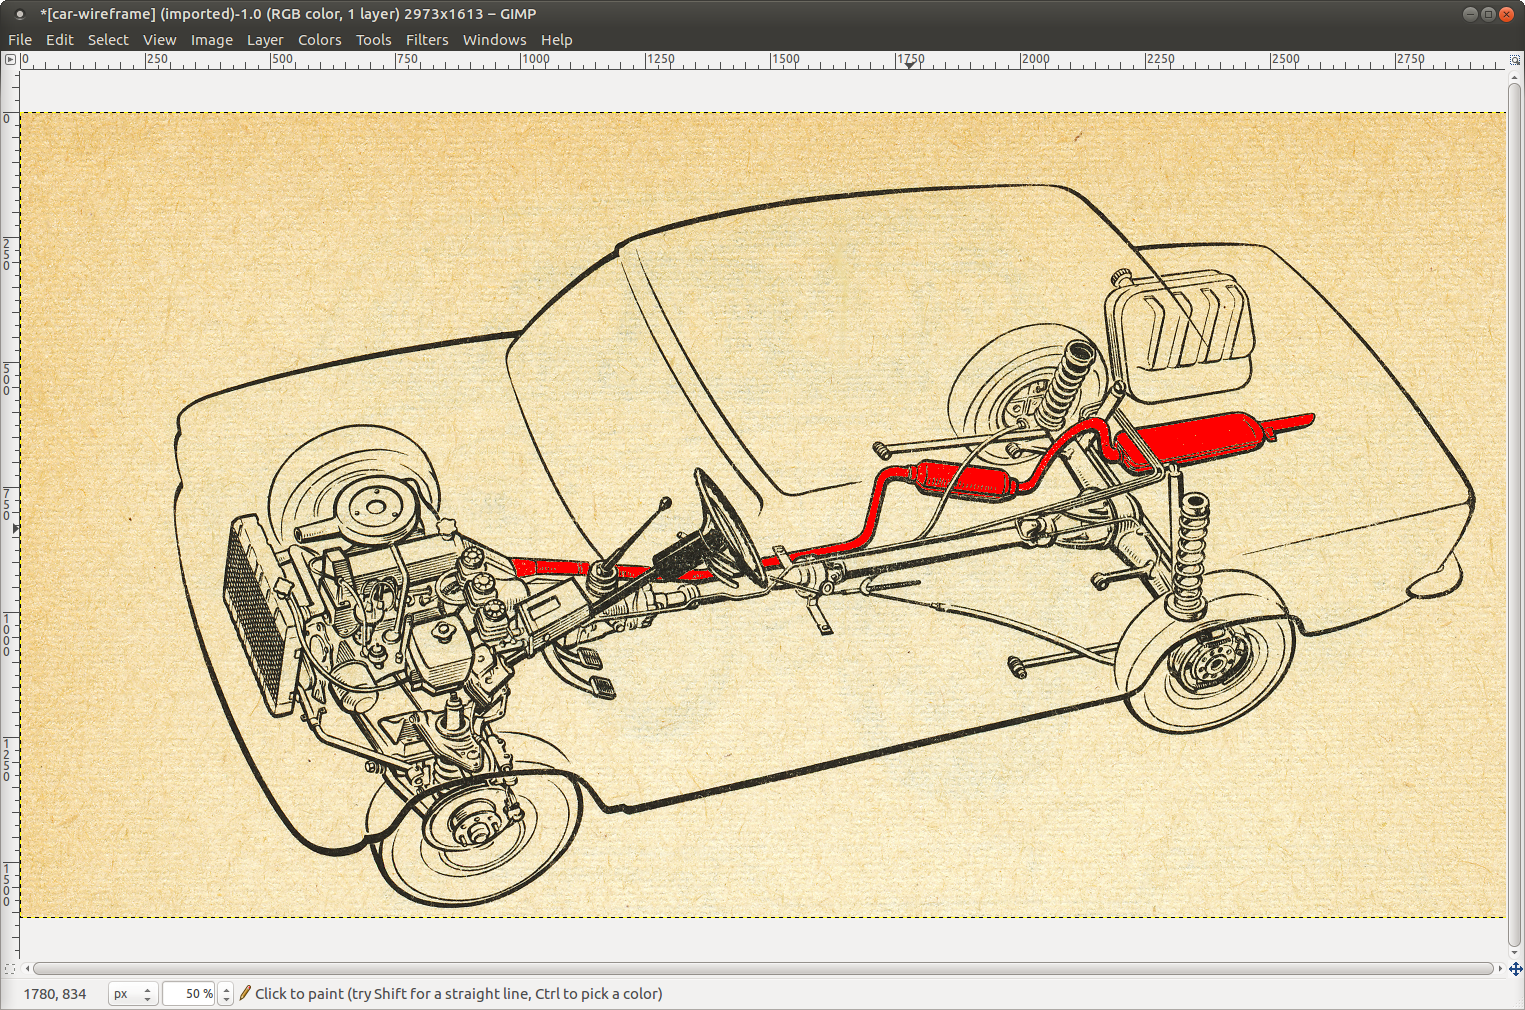 *[car-wireframe] (imported)-1.0 (RGB color, 1 layer) 2973x1613 – GIMP
File Edit Select View Image Layer Colors Tools Filters Windows Help
0 250 500 750 1000 1250 1500 1750 2000 2250 2500 2750
0
250
500
750
1000
1250
1500
1780, 834 px 50 % Click to paint (try Shift for a straight line, Ctrl to pick a color)